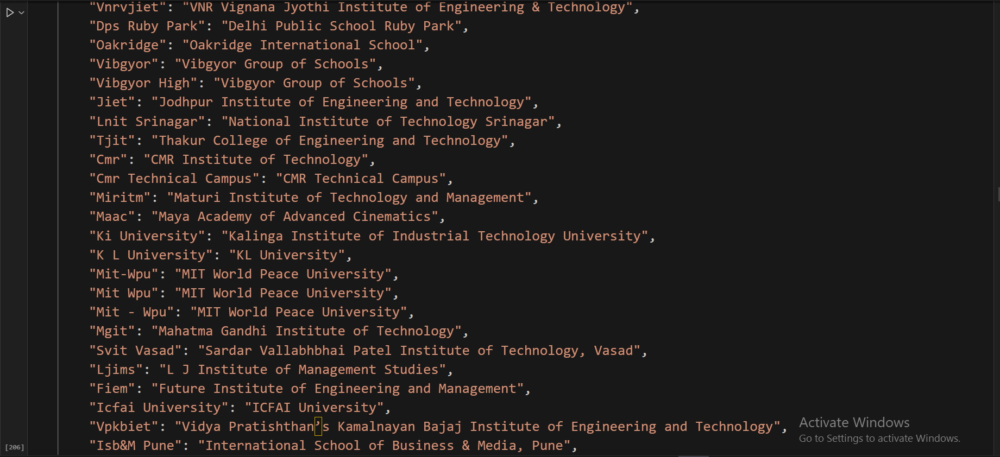 "Vnrvjiet": "VNR Vignana Jyothi Institute of Engineering & Technology",
"Dps Ruby Park": "Delhi Public School Ruby Park",
"Oakridge": "Oakridge International School",
"Vibgyor": "Vibgyor Group of Schools",
"Vibgyor High": "Vibgyor Group of Schools",
"Jiet": "Jodhpur Institute of Engineering and Technology",
"Lnit Srinagar": "National Institute of Technology Srinagar",
"Tjit": "Thakur College of Engineering and Technology",
"Cmr": "CMR Institute of Technology",
"Cmr Technical Campus": "CMR Technical Campus",
"Miritm": "Maturi Institute of Technology and Management",
"Maac": "Maya Academy of Advanced Cinematics",
"Ki University": "Kalinga Institute of Industrial Technology University",
"K L University": "KL University",
"Mit-Wpu": "MIT World Peace University",
"Mit Wpu": "MIT World Peace University",
"Mit - Wpu": "MIT World Peace University",
"Mgit": "Mahatma Gandhi Institute of Technology",
"Svit Vasad": "Sardar Vallabhbhai Patel Institute of Technology, Vasad",
"Ljims": "L J Institute of Management Studies",
"Fiem": "Future Institute of Engineering and Management",
"Icfai University": "ICFAI University",
"Vpkbiet": "Vidya Pratishthan’s Kamalnayan Bajaj Institute of Engineering and Technology",
"Isb&M Pune": "International School of Business & Media, Pune",
[206]
Activate Windows
Go to Settings to activate Windows.